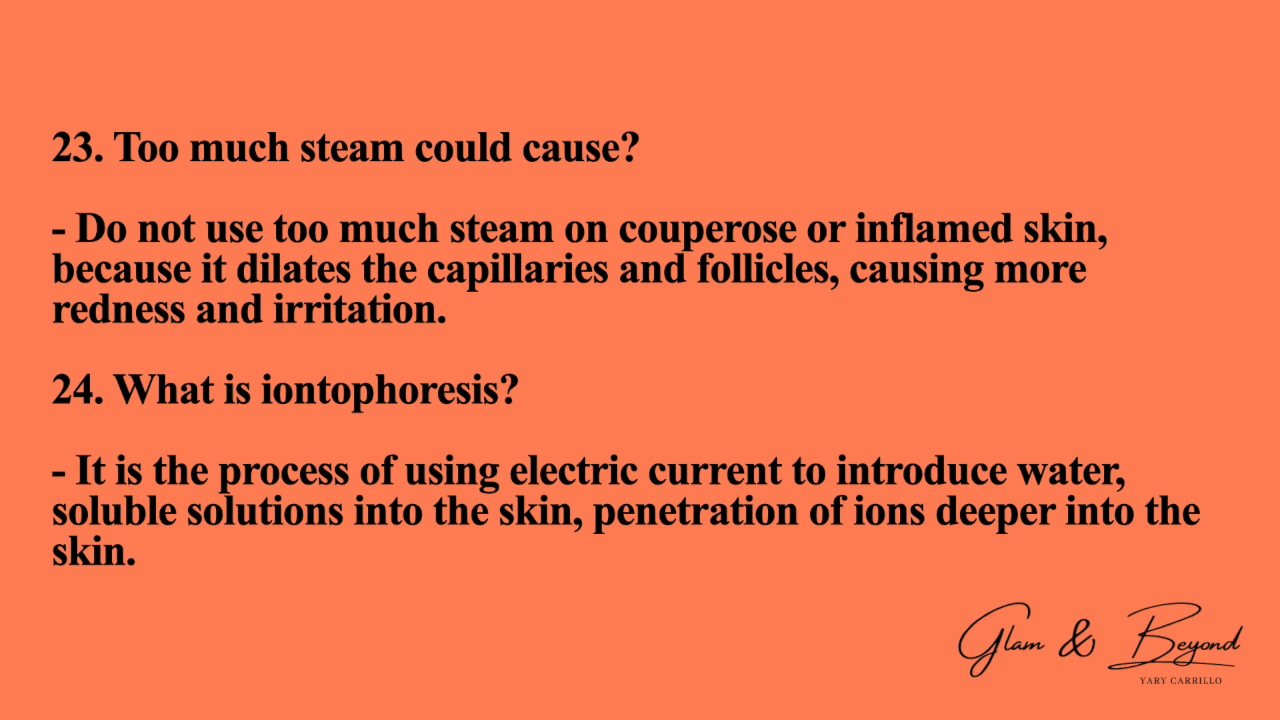 23. Too much steam could cause?
- Do not use too much steam on couperose or inflamed skin,
because it dilates the capillaries and follicles, causing more
redness and irritation.
24. What is iontophoresis?
- It is the process of using electric current to introduce water,
soluble solutions into the skin, penetration of ions deeper into the
skin.
Glam & Beyond
YARY CARRILLO